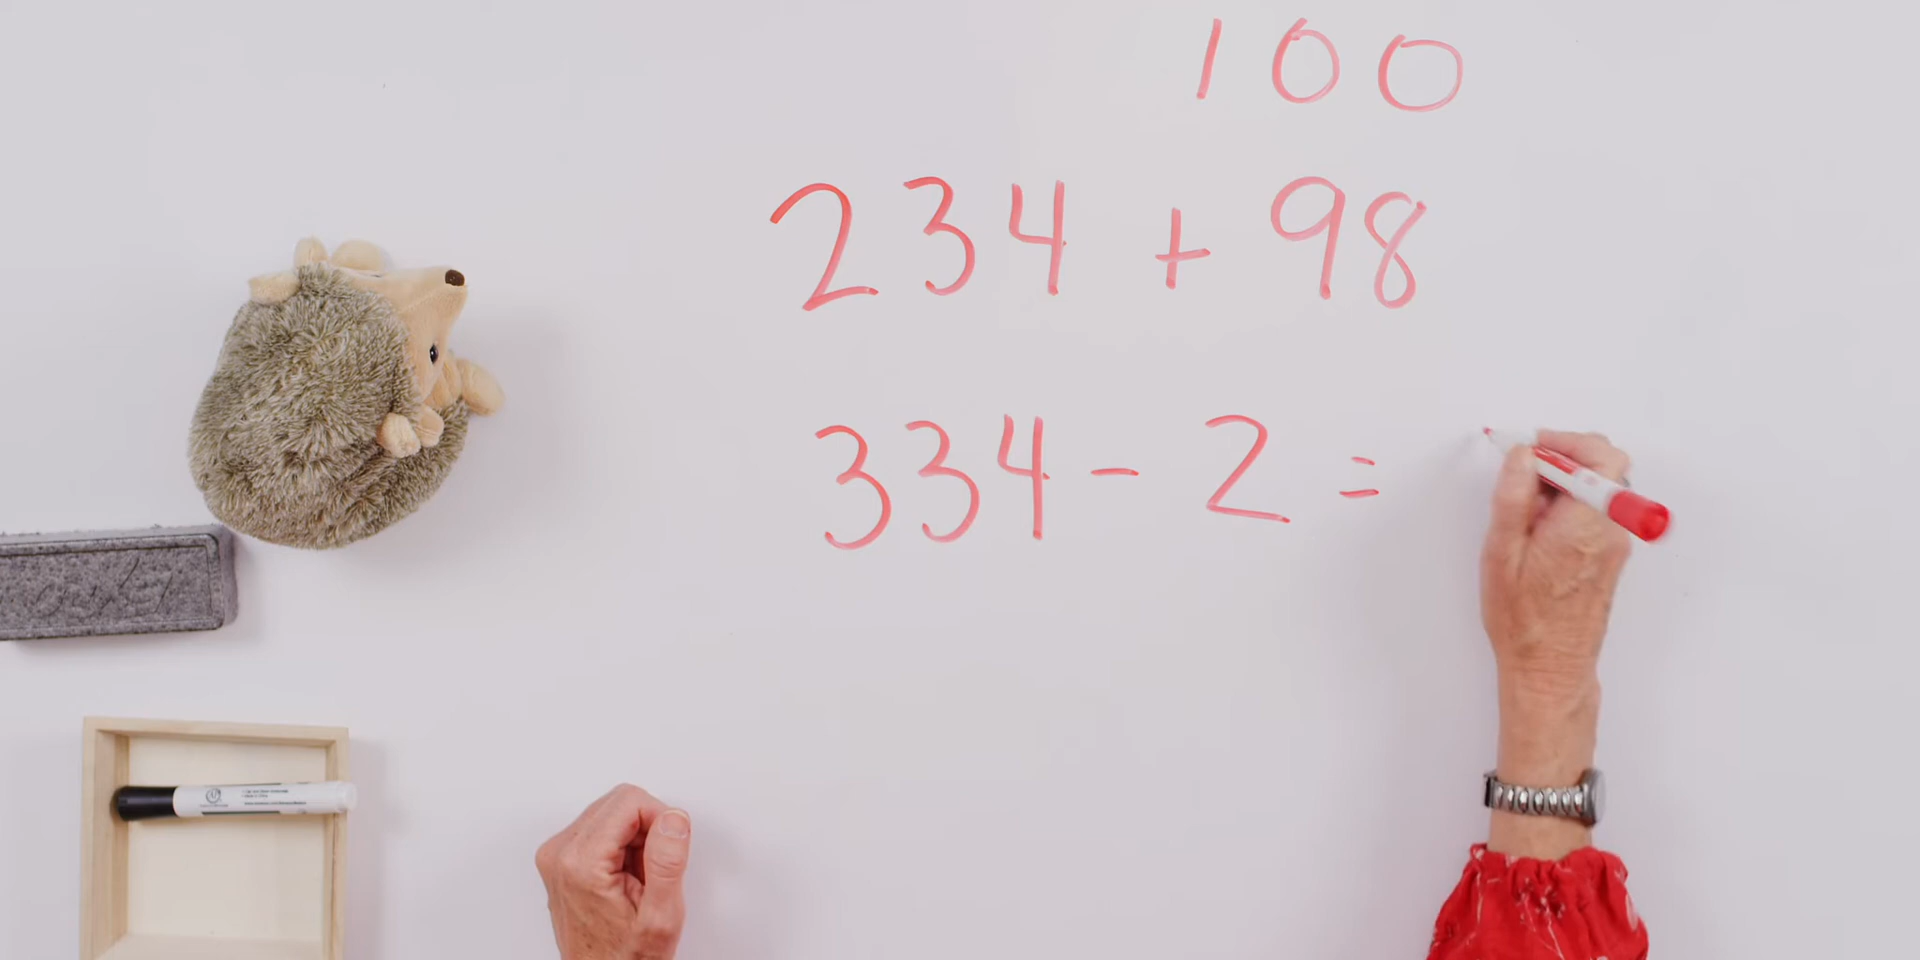 100
234 + 98
334 - 2 =